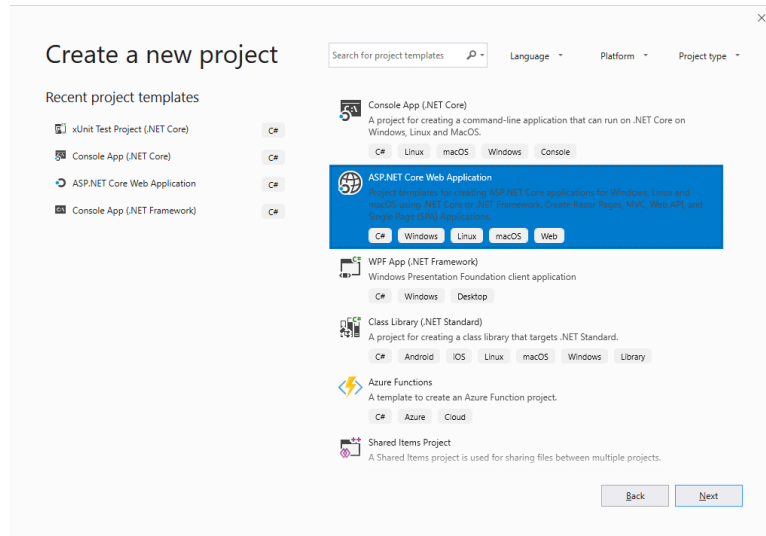 Create a new project
Search for project templates
Language
Platform
Project type
Recent project templates
xUnit Test Project (.NET Core)
C#
Console App (.NET Core)
C#
ASP.NET Core Web Application
C#
Console App (.NET Framework)
C#
Console App (.NET Core)
A project for creating a command-line application that can run on .NET Core on
Windows, Linux and MacOS.
C# Linux macOS Windows Console
ASP.NET Core Web Application
Project templates for creating ASP.NET Core applications for Windows, Linux and
macOS using .NET Core or .NET Framework. Create Razor Pages, MVC, Web API, and
Single Page (SPA) Applications.
C# Windows Linux macOS Web
WPF App (.NET Framework)
Windows Presentation Foundation client application
C# Windows Desktop
Class Library (.NET Standard)
A project for creating a class library that targets .NET Standard.
C# Android iOS Linux macOS Windows Library
Azure Functions
A template to create an Azure Function project.
C# Azure Cloud
Shared Items Project
A Shared Items project is used for sharing files between multiple projects.
Back
Next